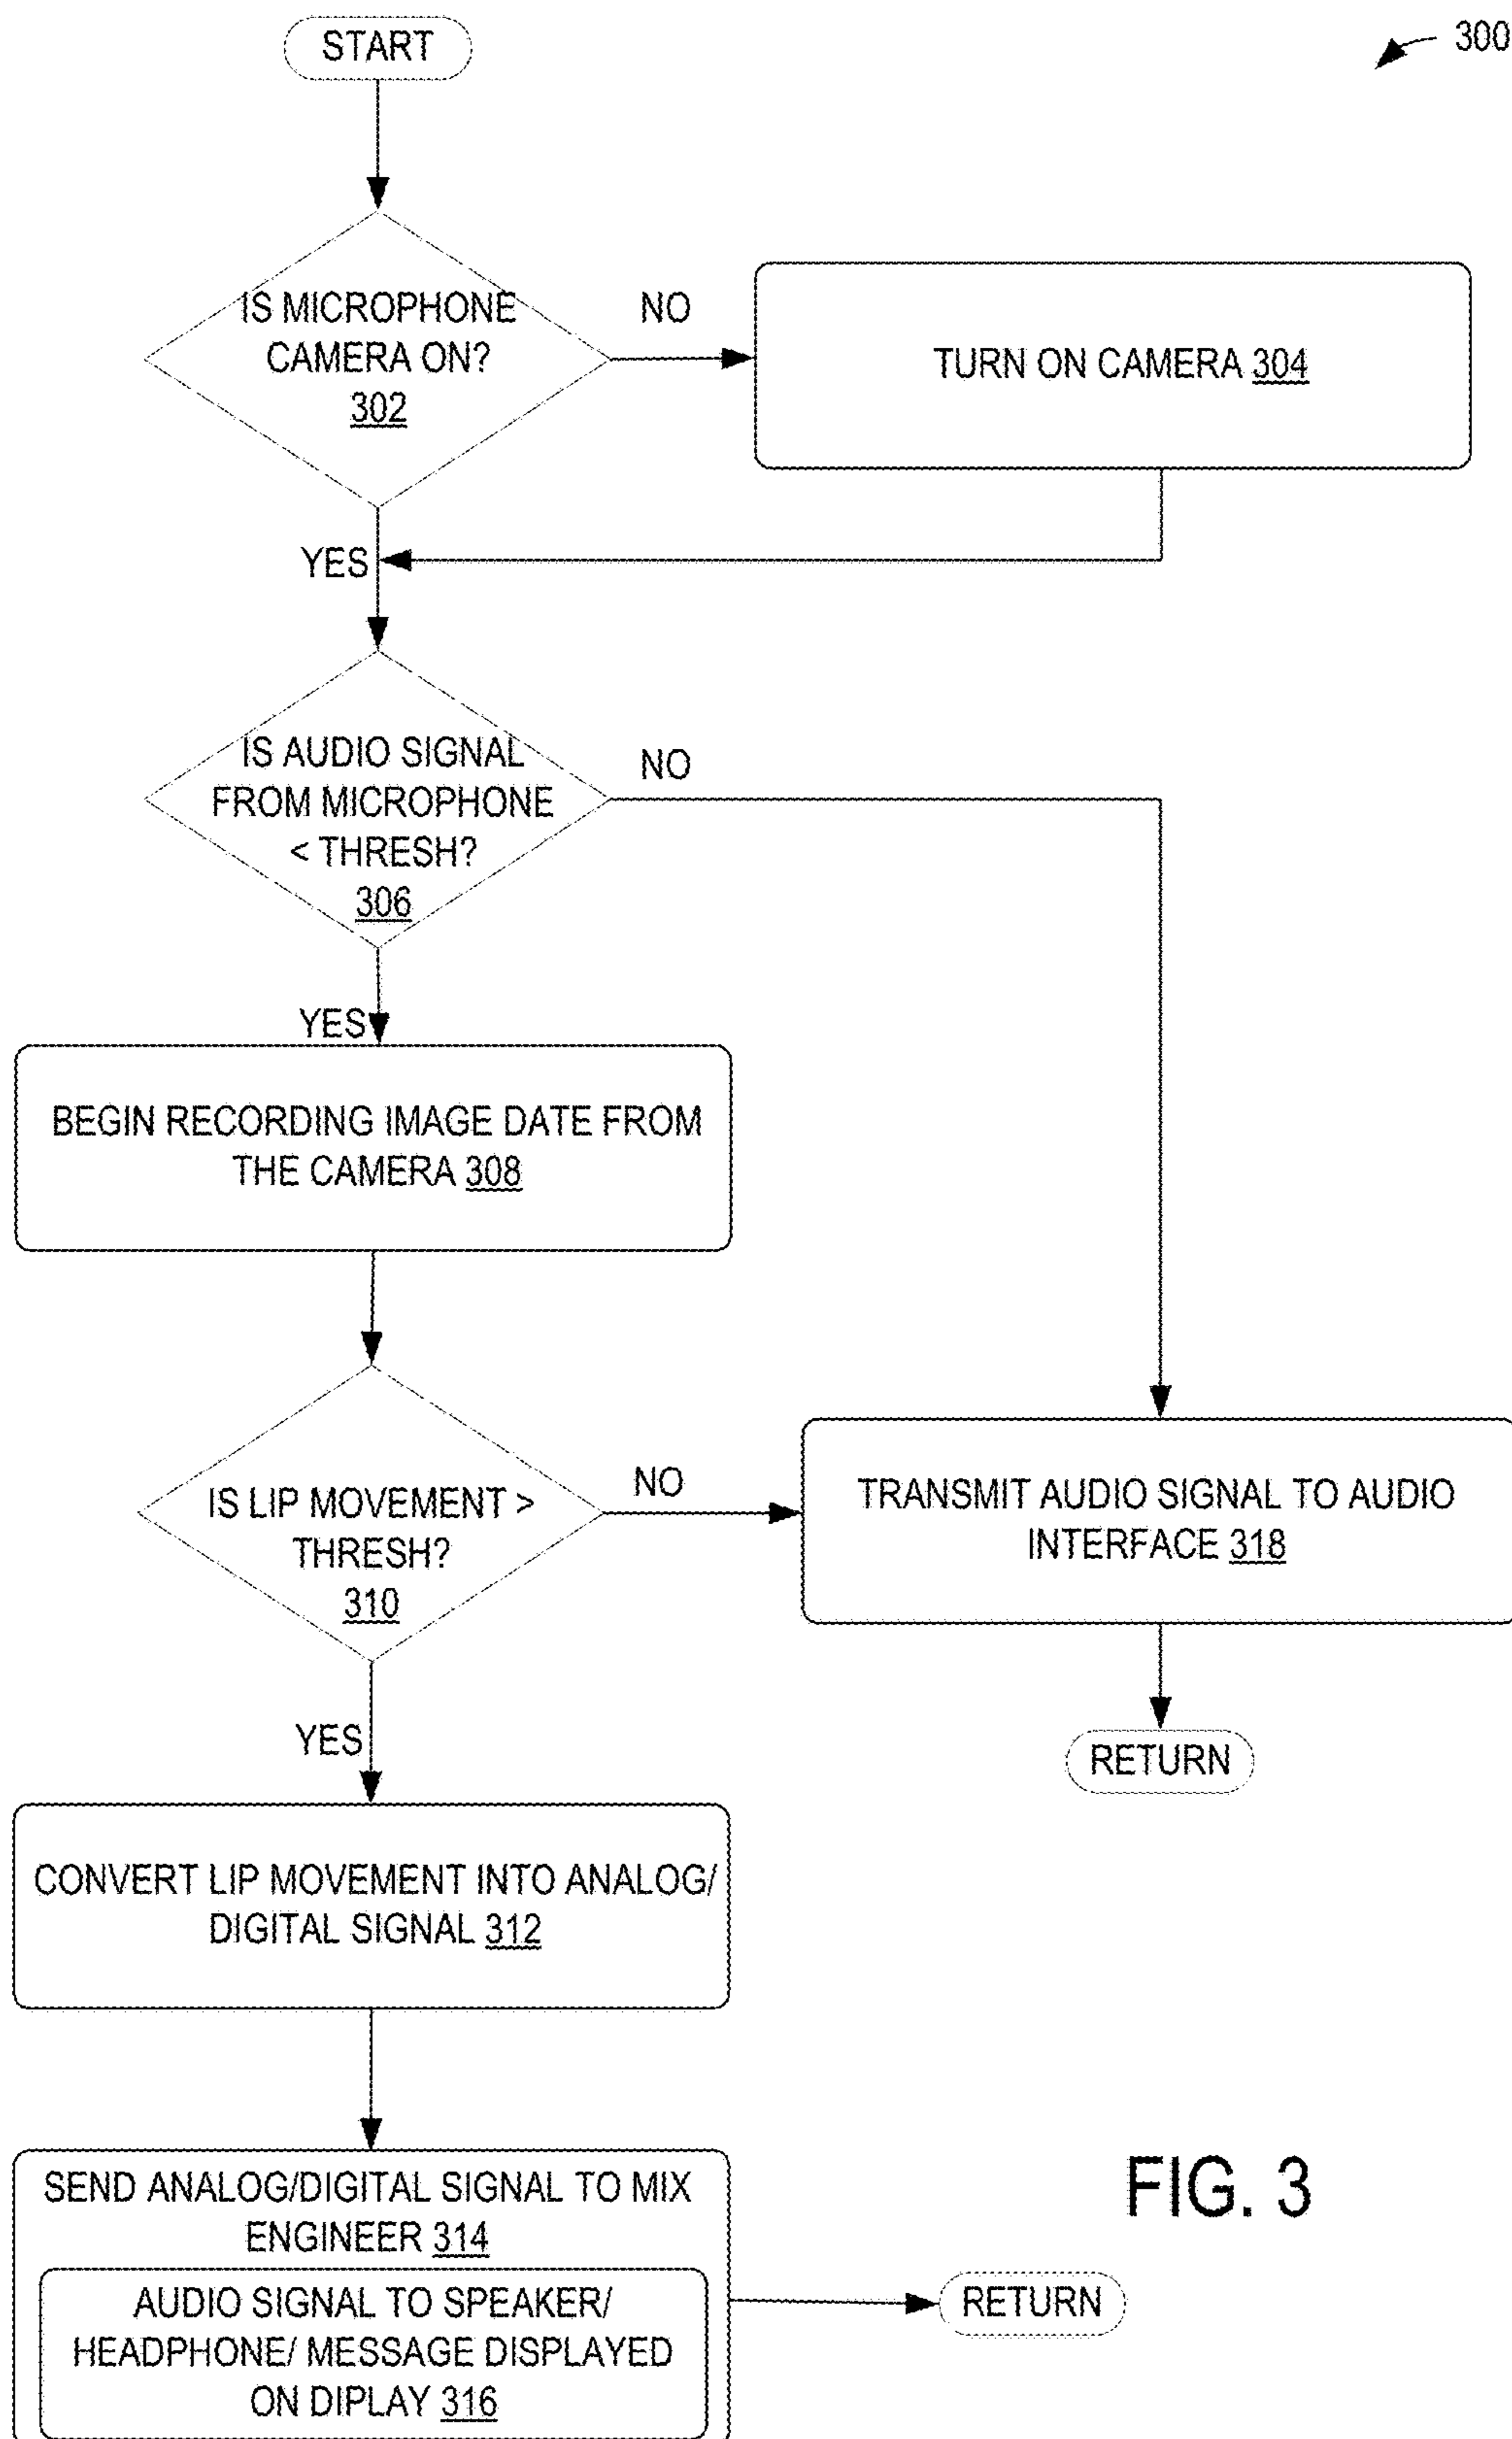 START
300
IS MICROPHONE
CAMERA ON?
302
NO
TURN ON CAMERA 304
YES
IS AUDIO SIGNAL
FROM MICROPHONE
< THRESH?
306
NO
YES
BEGIN RECORDING IMAGE DATE FROM
THE CAMERA 308
IS LIP MOVEMENT >
THRESH?
310
NO
TRANSMIT AUDIO SIGNAL TO AUDIO
INTERFACE 318
YES
RETURN
CONVERT LIP MOVEMENT INTO ANALOG/
DIGITAL SIGNAL 312
SEND ANALOG/DIGITAL SIGNAL TO MIX
ENGINEER 314
AUDIO SIGNAL TO SPEAKER/
HEADPHONE/ MESSAGE DISPLAYED
ON DIPLAY 316
RETURN
FIG. 3